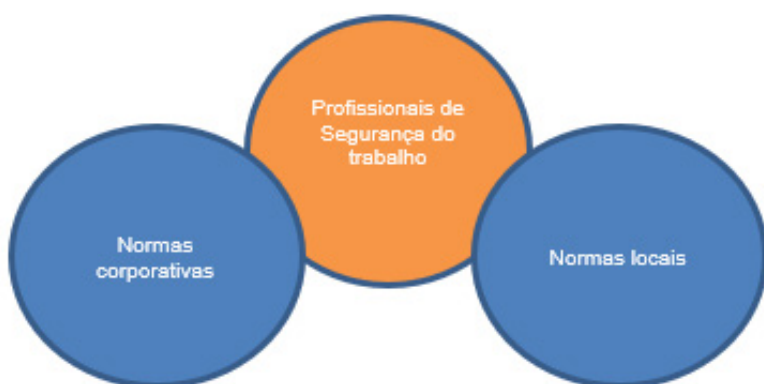 Profissionais de
Segurança do
trabalho
Normas
corporativas
Normas locais